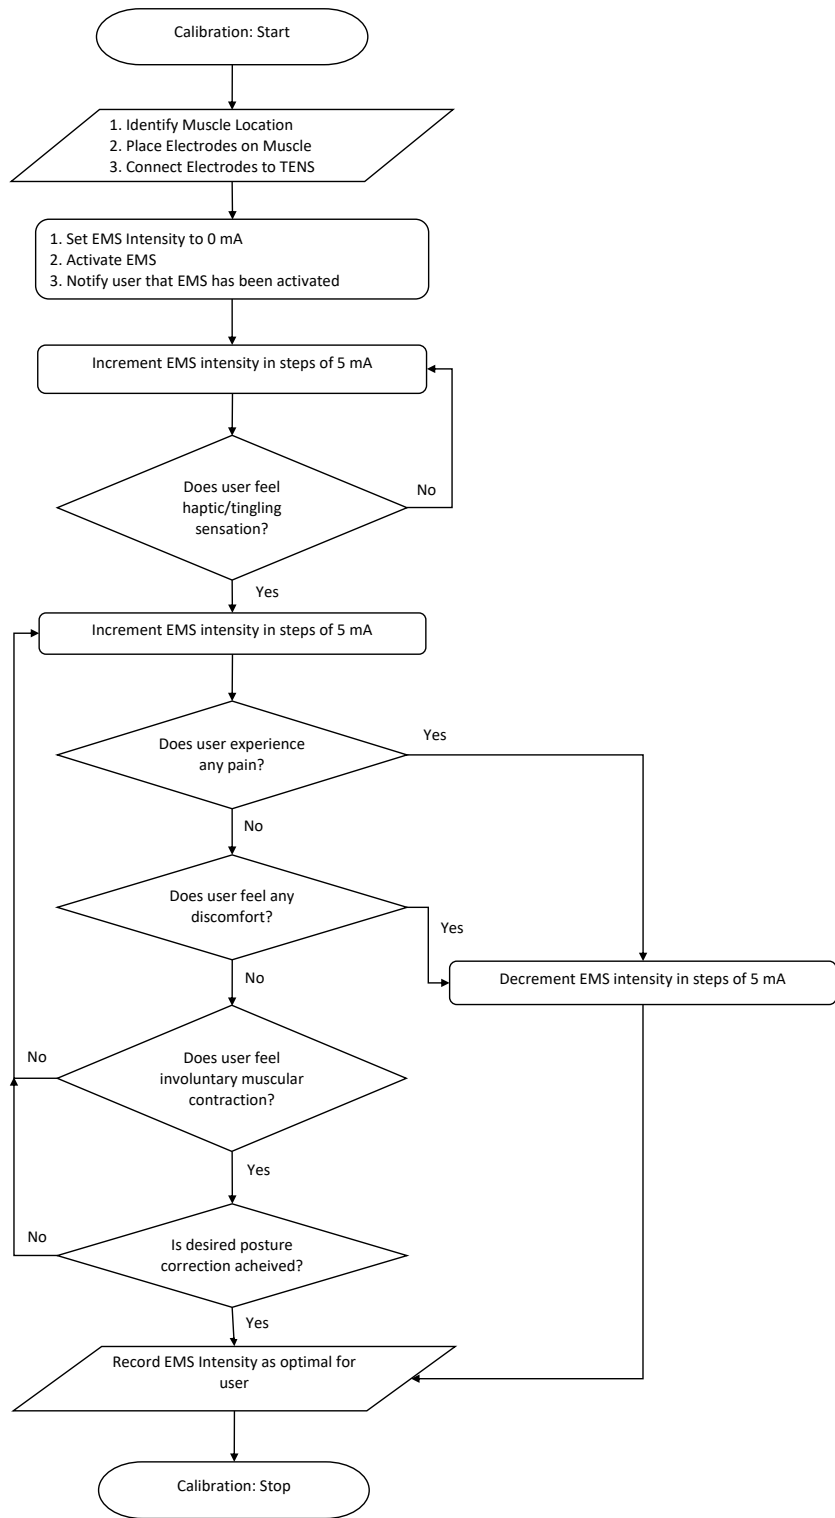 Calibration: Start
1. Identify Muscle Location
2. Place Electrodes on Muscle
3. Connect Electrodes to TENS
1. Set EMS Intensity to 0 mA
2. Activate EMS
3. Notify user that EMS has been activated
Increment EMS intensity in steps of 5 mA
Does user feel
haptic/tingling
sensation?
No
Yes
Increment EMS intensity in steps of 5 mA
Does user experience
any pain?
Yes
No
Does user feel any
discomfort?
Yes
No
Decrement EMS intensity in steps of 5 mA
Does user feel
involuntary muscular
contraction?
No
Yes
Is desired posture
correction acheived?
No
Yes
Record EMS Intensity as optimal for
user
Calibration: Stop